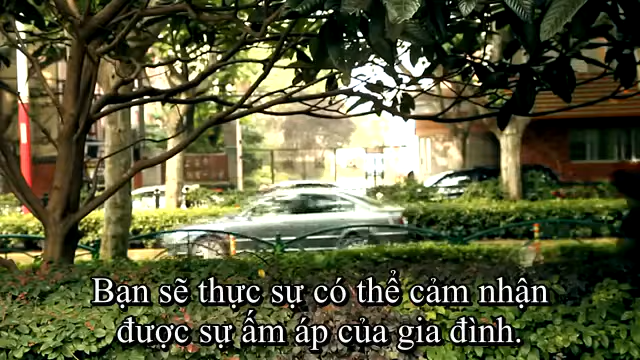 Bạn sẽ thực sự có thể cảm nhận
được sự ấm áp của gia đình.